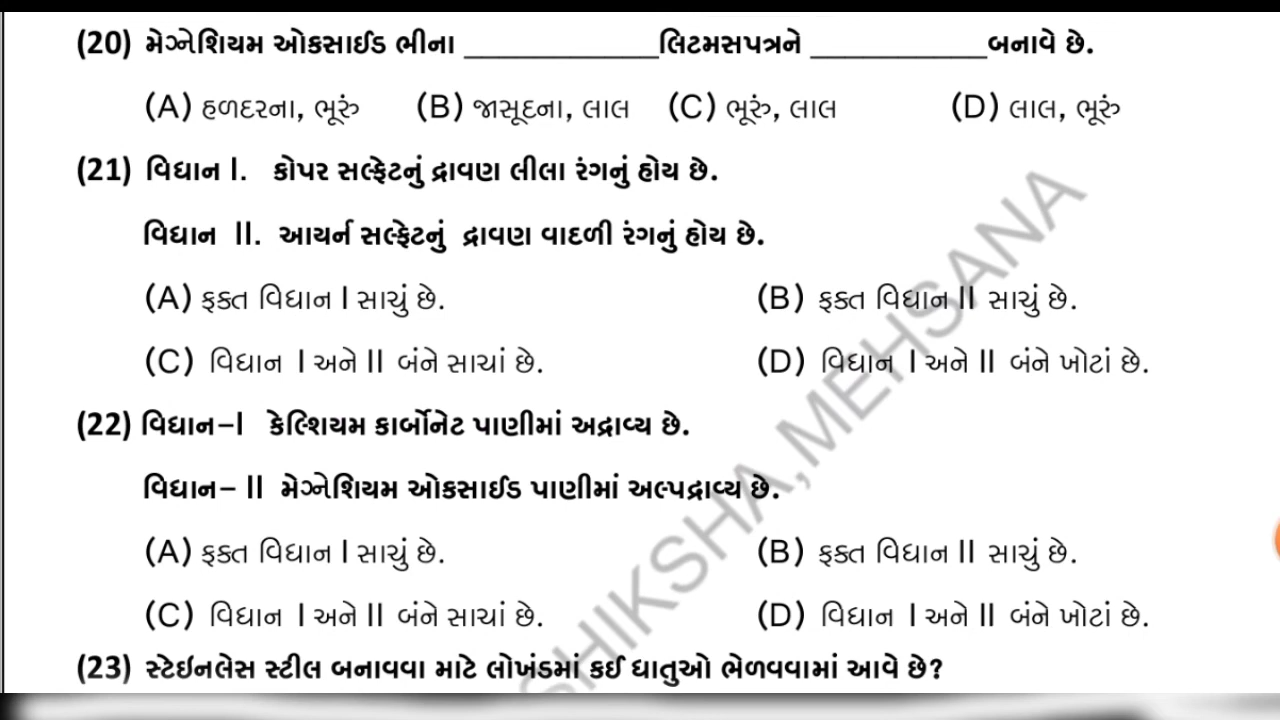 (20) મેગ્નેશિયમ ઓકસાઈડ ભીના ____________લિટમસપત્રને ___________બનાવે છે.
(A) હળદરના, ભૂરું (B) જાસૂદના, લાલ (C) ભૂરું, લાલ (D) લાલ, ભૂરું
(21) વિધાન I. કોપર સલ્ફેટનું દ્રાવણ લીલા રંગનું હોય છે.
વિધાન II. આયર્ન સલ્ફેટનું દ્રાવણ વાદળી રંગનું હોય છે.
(A) ફક્ત વિધાન I સાચું છે. (B) ફક્ત વિધાન II સાચું છે.
(C) વિધાન I અને II બંને સાચાં છે. (D) વિધાન I અને II બંને ખોટાં છે.
(22) વિધાન–I કેલ્શિયમ કાર્બોનેટ પાણીમાં અદ્રાવ્ય છે.
વિધાન– II મેગ્નેશિયમ ઓકસાઈડ પાણીમાં અલ્પદ્રાવ્ય છે.
(A) ફક્ત વિધાન I સાચું છે. (B) ફક્ત વિધાન II સાચું છે.
(C) વિધાન I અને II બંને સાચાં છે. (D) વિધાન I અને II બંને ખોટાં છે.
(23) સ્ટેઇનલેસ સ્ટીલ બનાવવા માટે લોખંડમાં કઈ ધાતુઓ ભેળવવામાં આવે છે?
SHIKSHA,MEHSANA